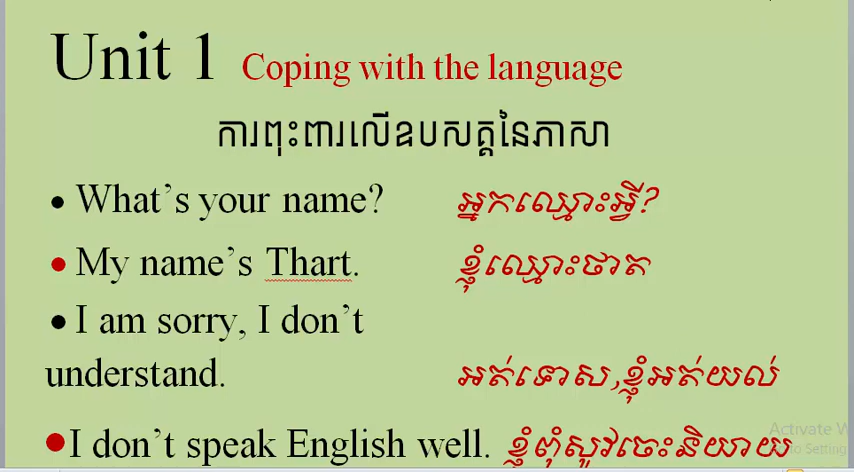 Unit 1 Coping with the language
ការពុះពារលើឧបសគ្គនៃភាសា
• What's your name? អ្នកឈ្មោះអ្វី?
• My name's Thart. ខ្ញុំឈ្មោះថាត
• I am sorry, I don't
understand. អត់ទោស,ខ្ញុំអត់យល់
•I don't speak English well. ខ្ញុំពុំសូវចេះនិយាយ
Activate W
to Setting